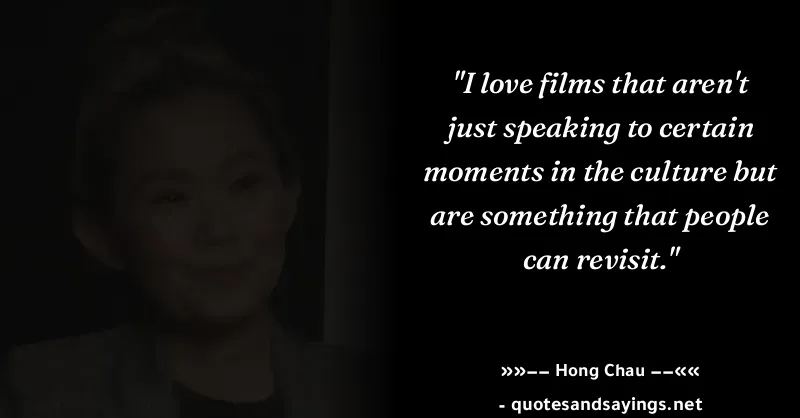 "I love films that aren't
just speaking to certain
moments in the culture but
are something that people
can revisit."
»»—— Hong Chau ——««
- quotesandsayings.net